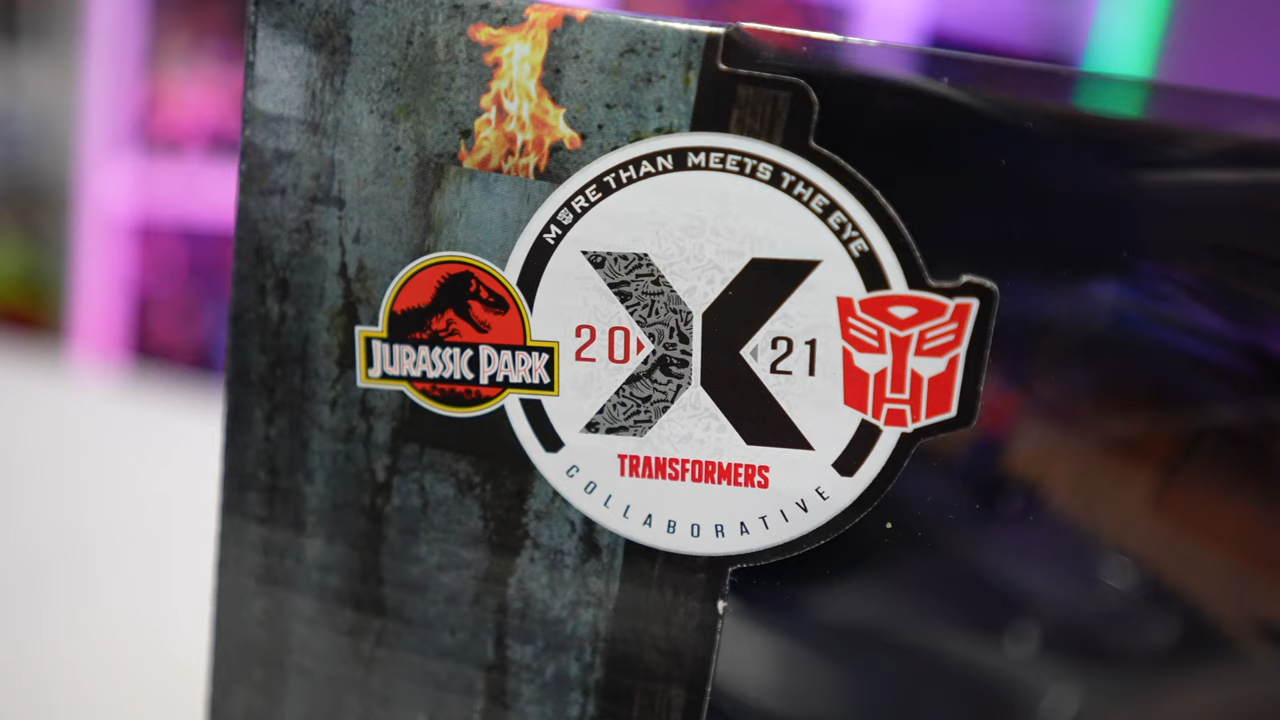 MORE THAN MEETS THE EYE
JURASSIC PARK
20 X 21
TRANSFORMERS
COLLABORATIVE